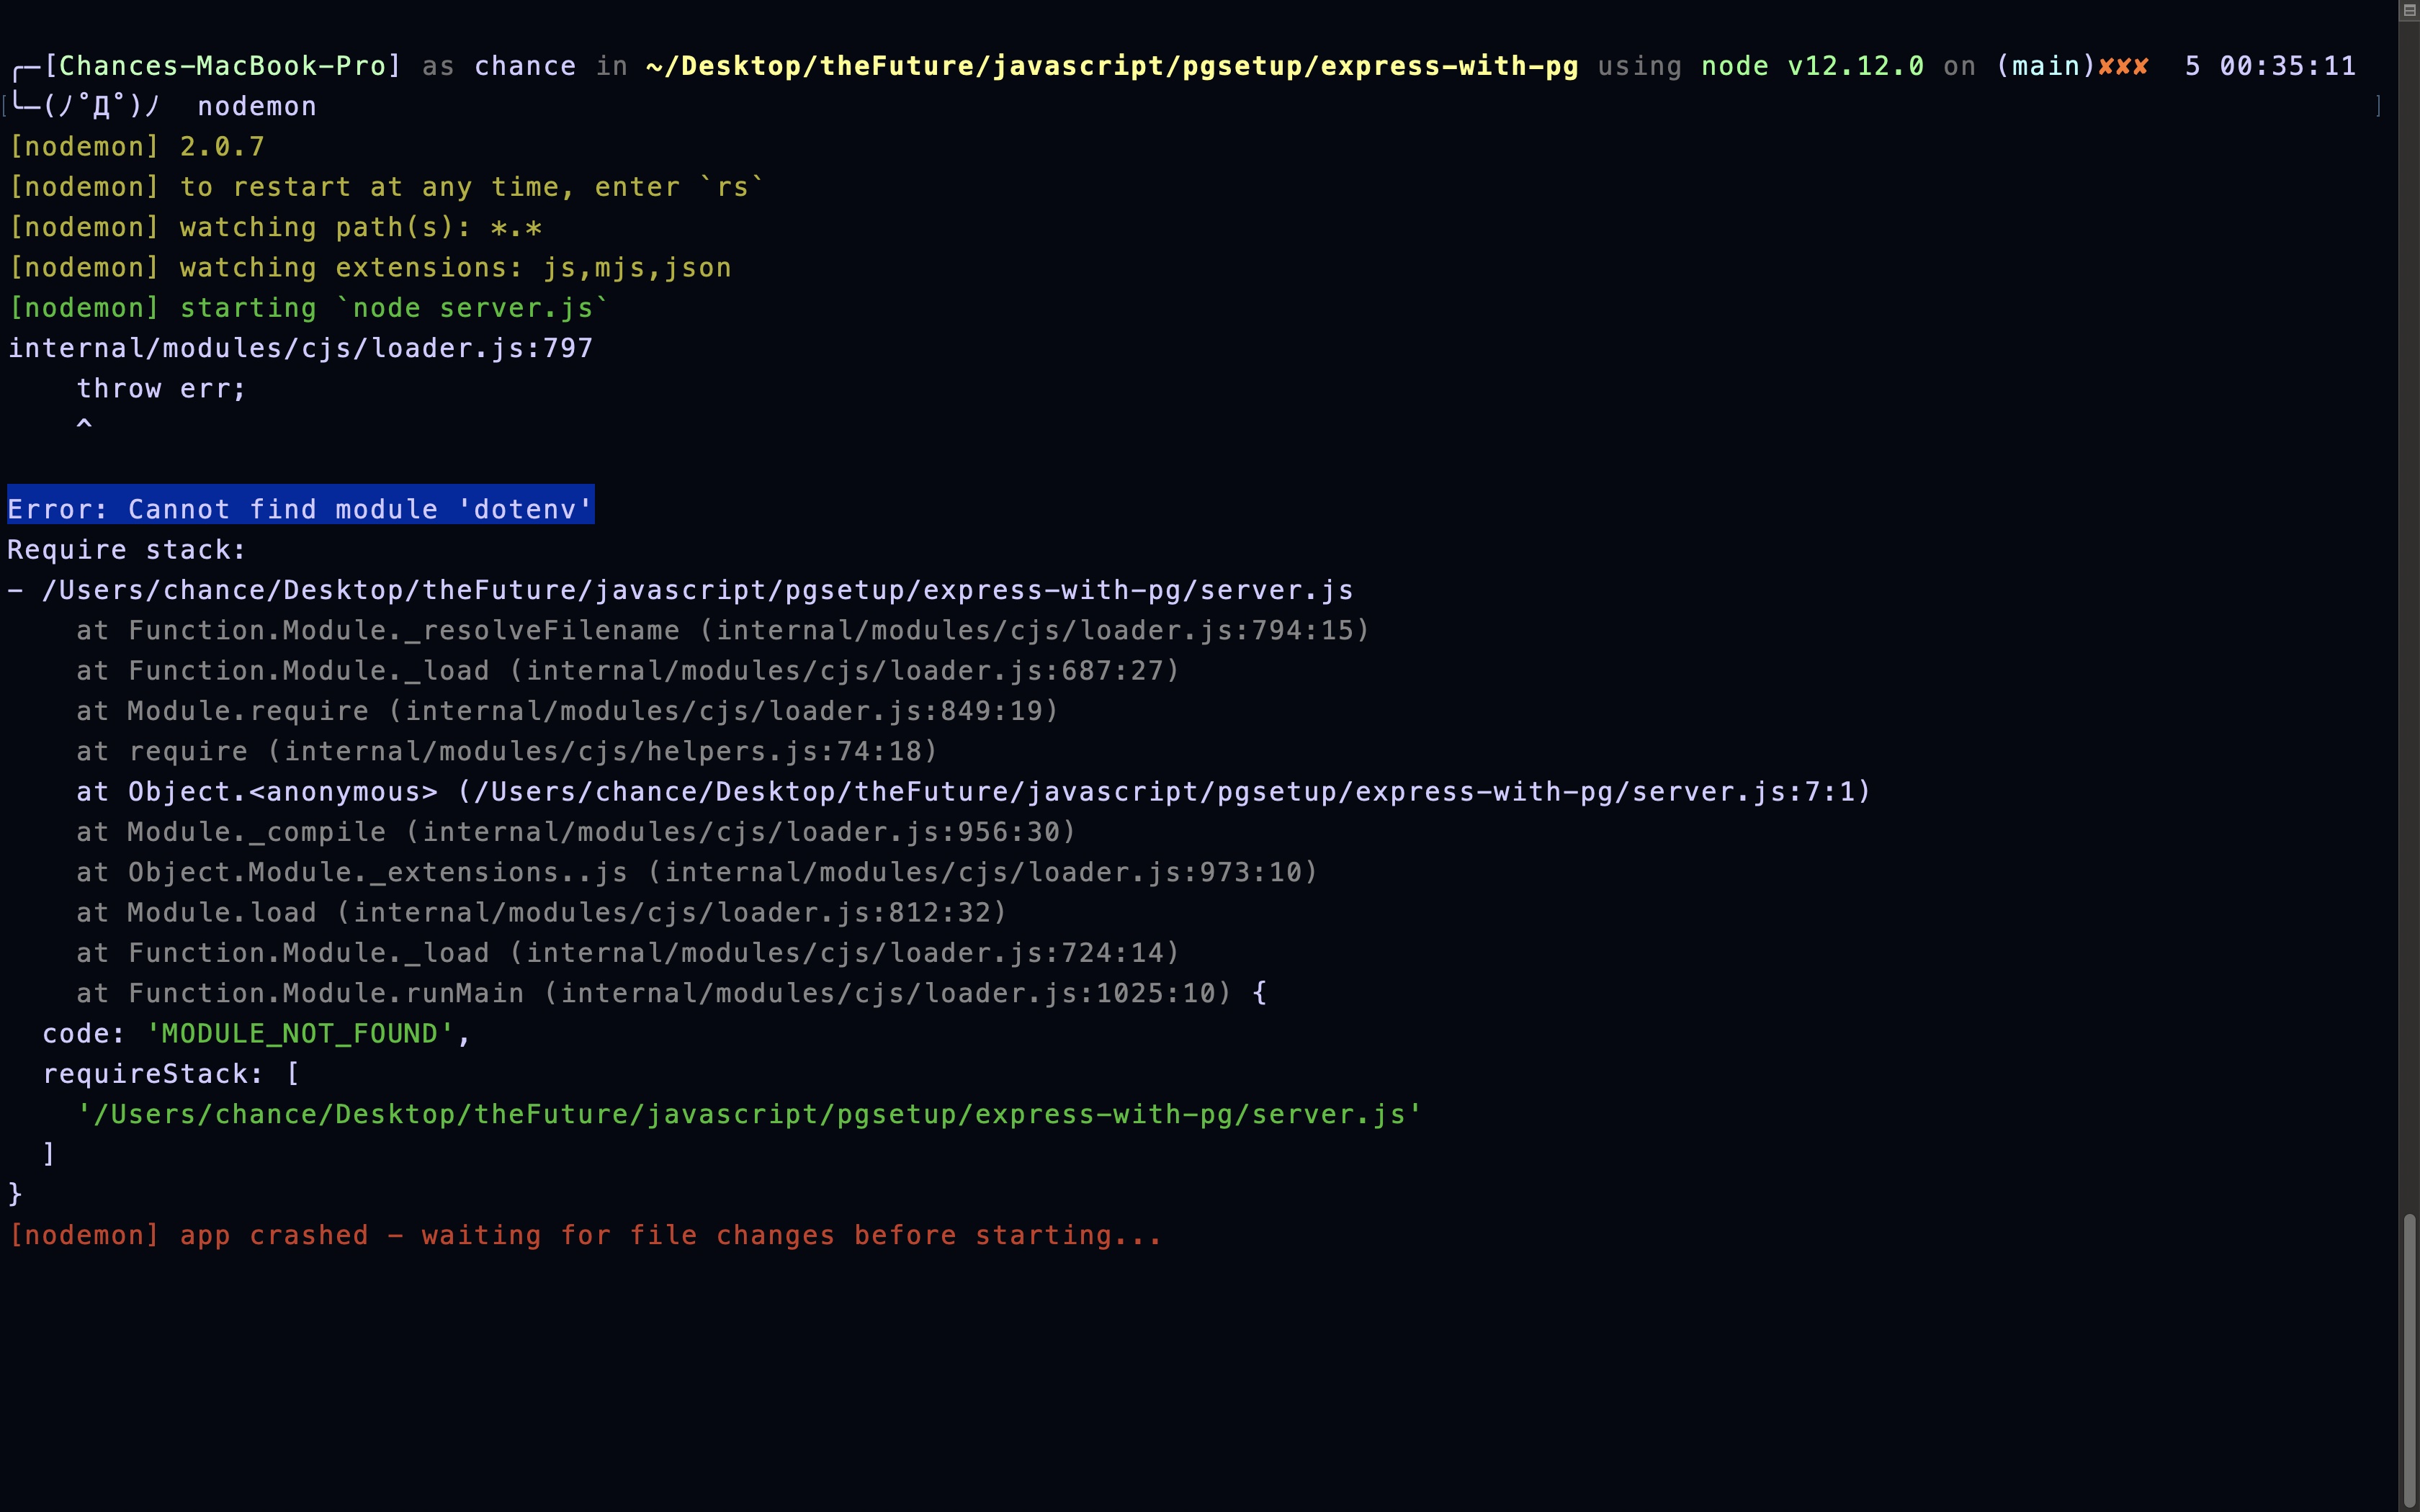 ╭─[Chances-MacBook-Pro] as chance in ~/Desktop/theFuture/javascript/pgsetup/express-with-pg using node v12.12.0 on (main)✘✘✘  5 00:35:11
╰─(ﾉ˚Д˚)ﾉ  nodemon
[nodemon] 2.0.7
[nodemon] to restart at any time, enter `rs`
[nodemon] watching path(s): *.*
[nodemon] watching extensions: js,mjs,json
[nodemon] starting `node server.js`
internal/modules/cjs/loader.js:797
    throw err;
    ^

Error: Cannot find module 'dotenv'
Require stack:
- /Users/chance/Desktop/theFuture/javascript/pgsetup/express-with-pg/server.js
    at Function.Module._resolveFilename (internal/modules/cjs/loader.js:794:15)
    at Function.Module._load (internal/modules/cjs/loader.js:687:27)
    at Module.require (internal/modules/cjs/loader.js:849:19)
    at require (internal/modules/cjs/helpers.js:74:18)
    at Object.<anonymous> (/Users/chance/Desktop/theFuture/javascript/pgsetup/express-with-pg/server.js:7:1)
    at Module._compile (internal/modules/cjs/loader.js:956:30)
    at Object.Module._extensions..js (internal/modules/cjs/loader.js:973:10)
    at Module.load (internal/modules/cjs/loader.js:812:32)
    at Function.Module._load (internal/modules/cjs/loader.js:724:14)
    at Function.Module.runMain (internal/modules/cjs/loader.js:1025:10) {
  code: 'MODULE_NOT_FOUND',
  requireStack: [
    '/Users/chance/Desktop/theFuture/javascript/pgsetup/express-with-pg/server.js'
  ]
}
[nodemon] app crashed - waiting for file changes before starting...